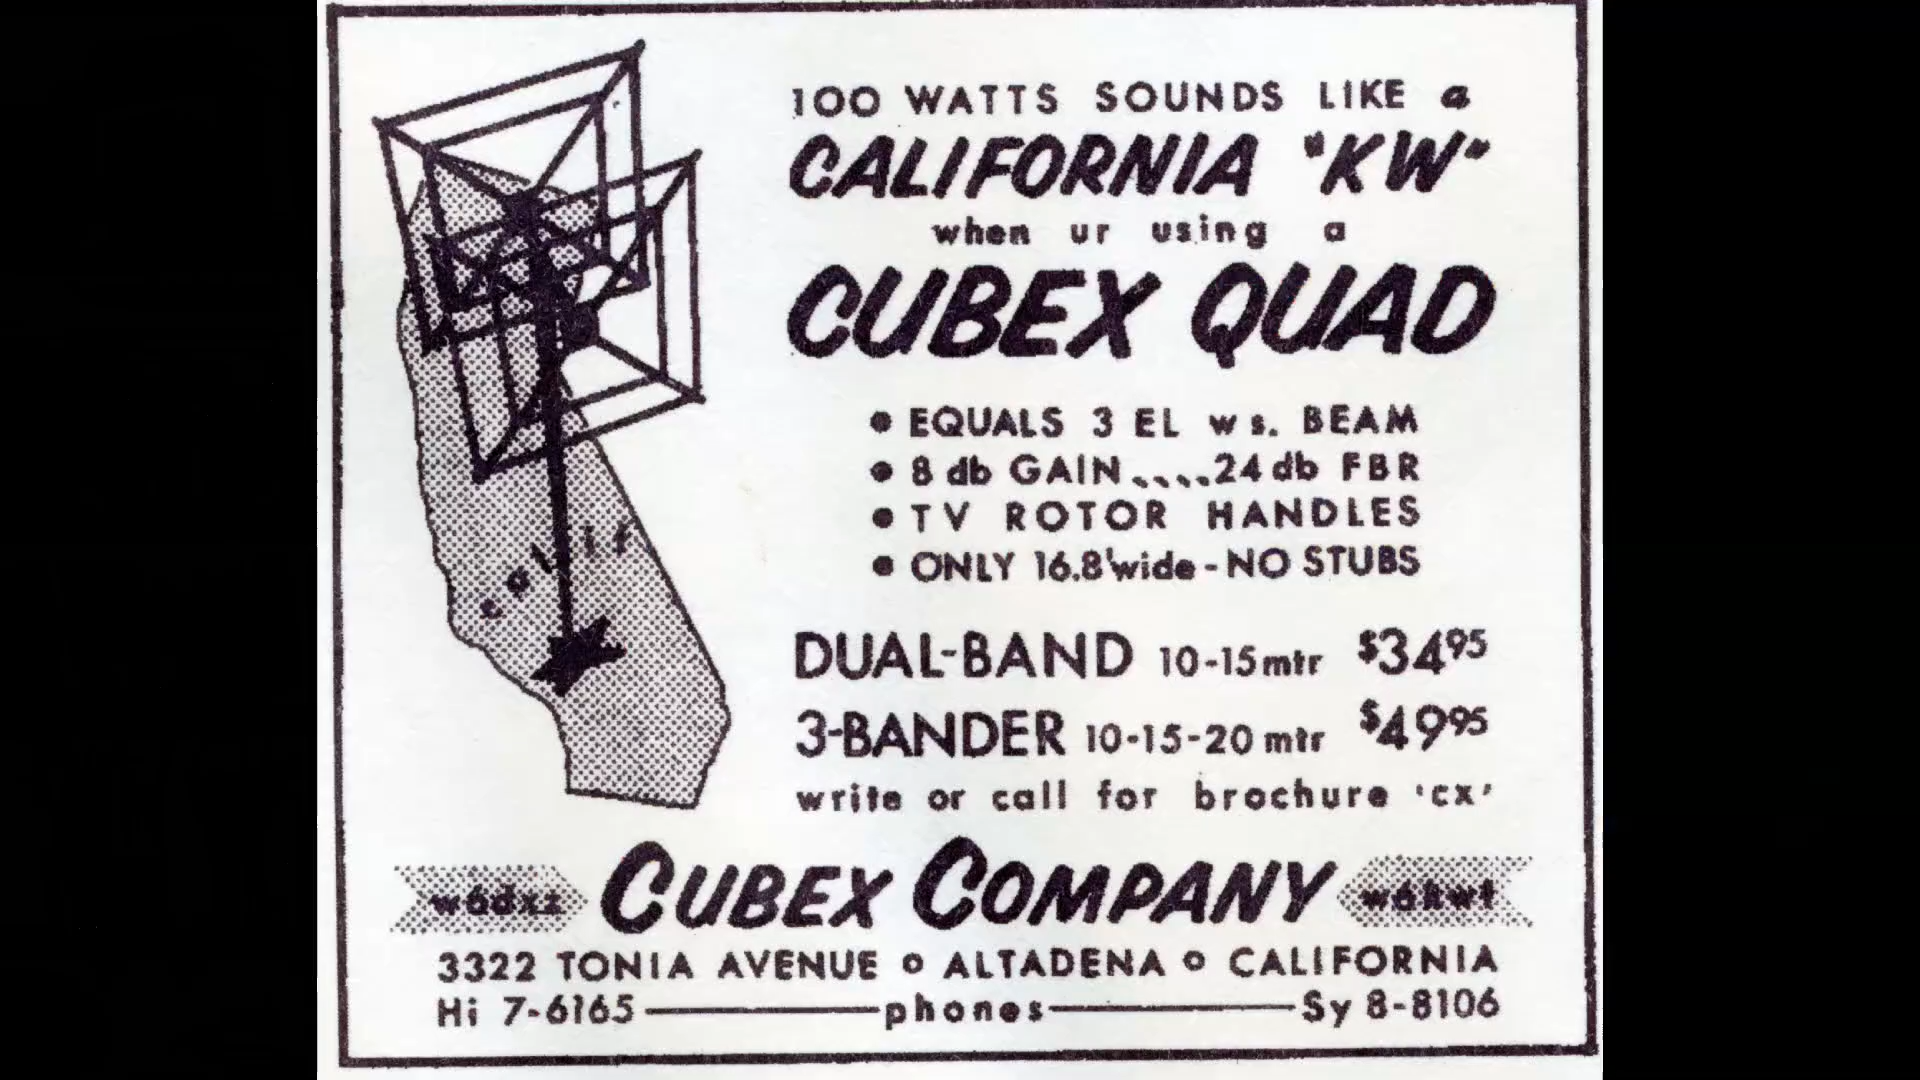 100 WATTS SOUNDS LIKE a
CALIFORNIA "KW"
when ur using a
CUBEX QUAD
• EQUALS 3 EL ws. BEAM
• 8 db GAIN.....24 db FBR
• TV ROTOR HANDLES
• ONLY 16.8' wide - NO STUBS
calif
DUAL-BAND 10-15 mtr $34.95
3-BANDER 10-15-20 mtr $49.95
write or call for brochure 'cx'
w6dxz CUBEX COMPANY
3322 TONIA AVENUE o ALTADENA o CALIFORNIA
Hi 7-6165 — phones — Sy 8-8106